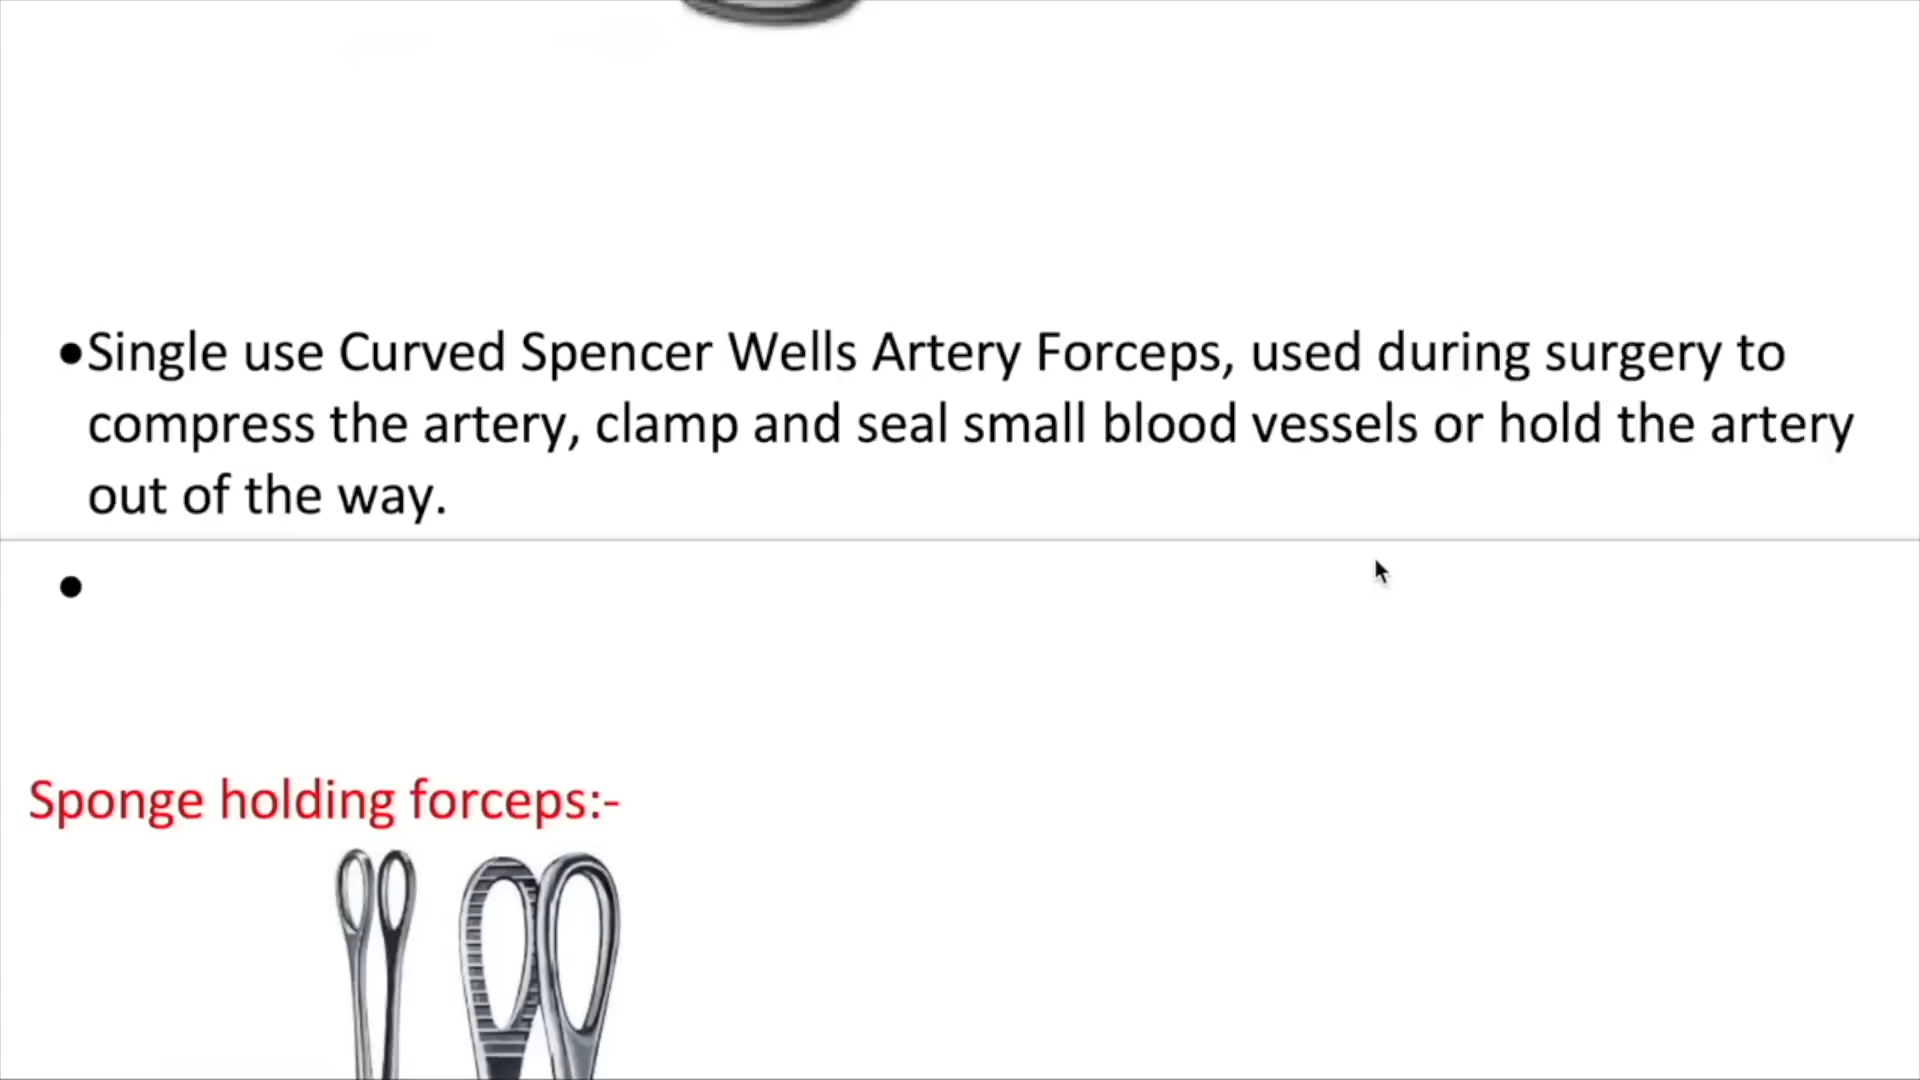 •Single use Curved Spencer Wells Artery Forceps, used during surgery to
compress the artery, clamp and seal small blood vessels or hold the artery
out of the way.
•
Sponge holding forceps:-